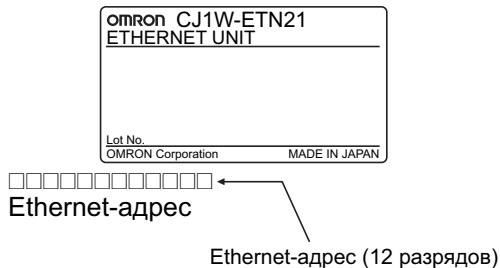 OMRON CJ1W-ETN21
ETHERNET UNIT
Lot No.
OMRON Corporation MADE IN JAPAN
□□□□□□□□□□□□
Ethernet-адрес
Ethernet-адрес (12 разрядов)